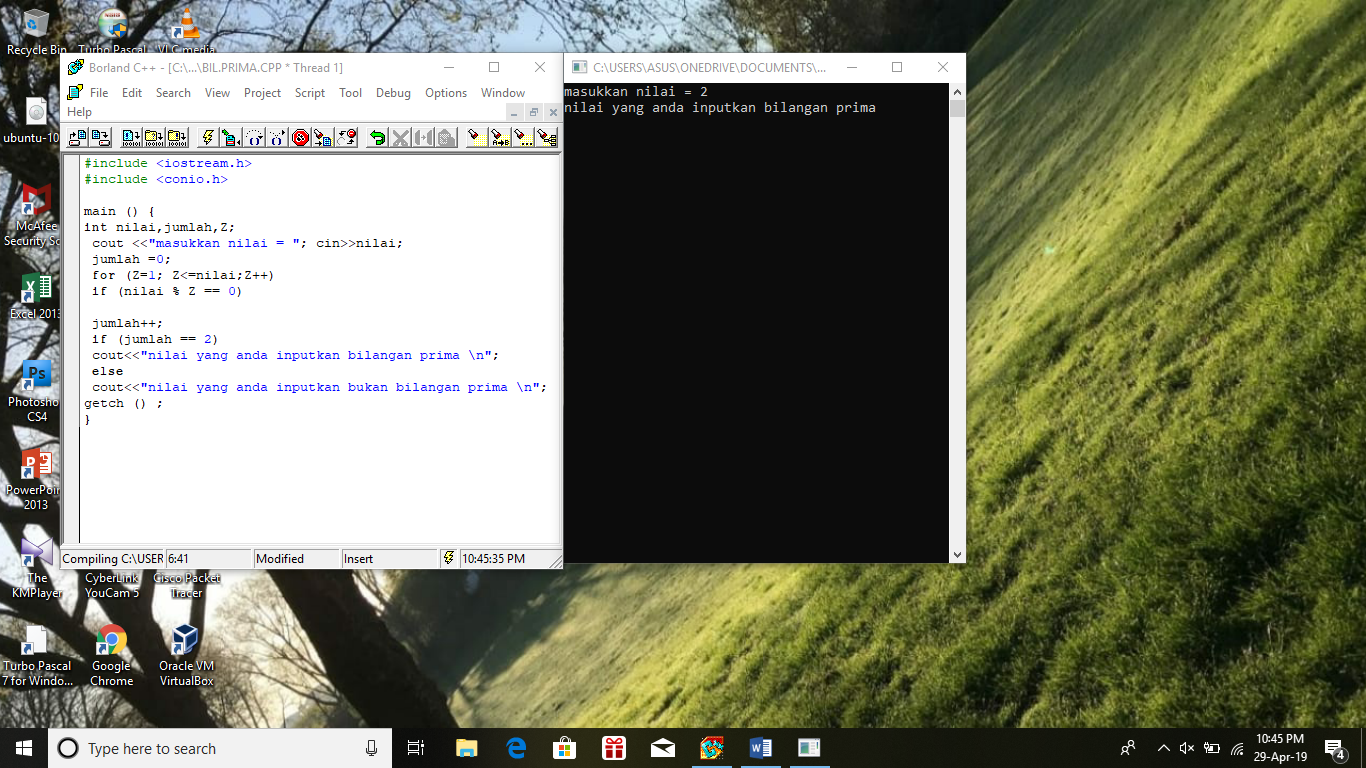 Recycle Bin
Turbo Pascal
VLC media
ubuntu-10
McAfee
Security Sc
Excel 2013
Ps
Photosho
CS4
PowerPoin
2013
The
KMPlayer
CyberLink
YouCam 5
Cisco Packet
Tracer
Turbo Pascal
7 for Windo...
Google
Chrome
Oracle VM
VirtualBox
Borland C++ - [C:\...\BIL.PRIMA.CPP * Thread 1]
File Edit Search View Project Script Tool Debug Options Window
Help
#include <iostream.h>
#include <conio.h>
main () {
int nilai,jumlah,Z;
cout <<"masukkan nilai = "; cin>>nilai;
jumlah =0;
for (Z=1; Z<=nilai;Z++)
if (nilai % Z == 0)
jumlah++;
if (jumlah == 2)
cout<<"nilai yang anda inputkan bilangan prima \n";
else
cout<<"nilai yang anda inputkan bukan bilangan prima \n";
getch () ;
}
Compiling C:\USER 6:41 Modified Insert 10:45:35 PM
C:\USERS\ASUS\ONEDRIVE\DOCUMENTS\...
masukkan nilai = 2
nilai yang anda inputkan bilangan prima
Type here to search
10:45 PM
29-Apr-19
4